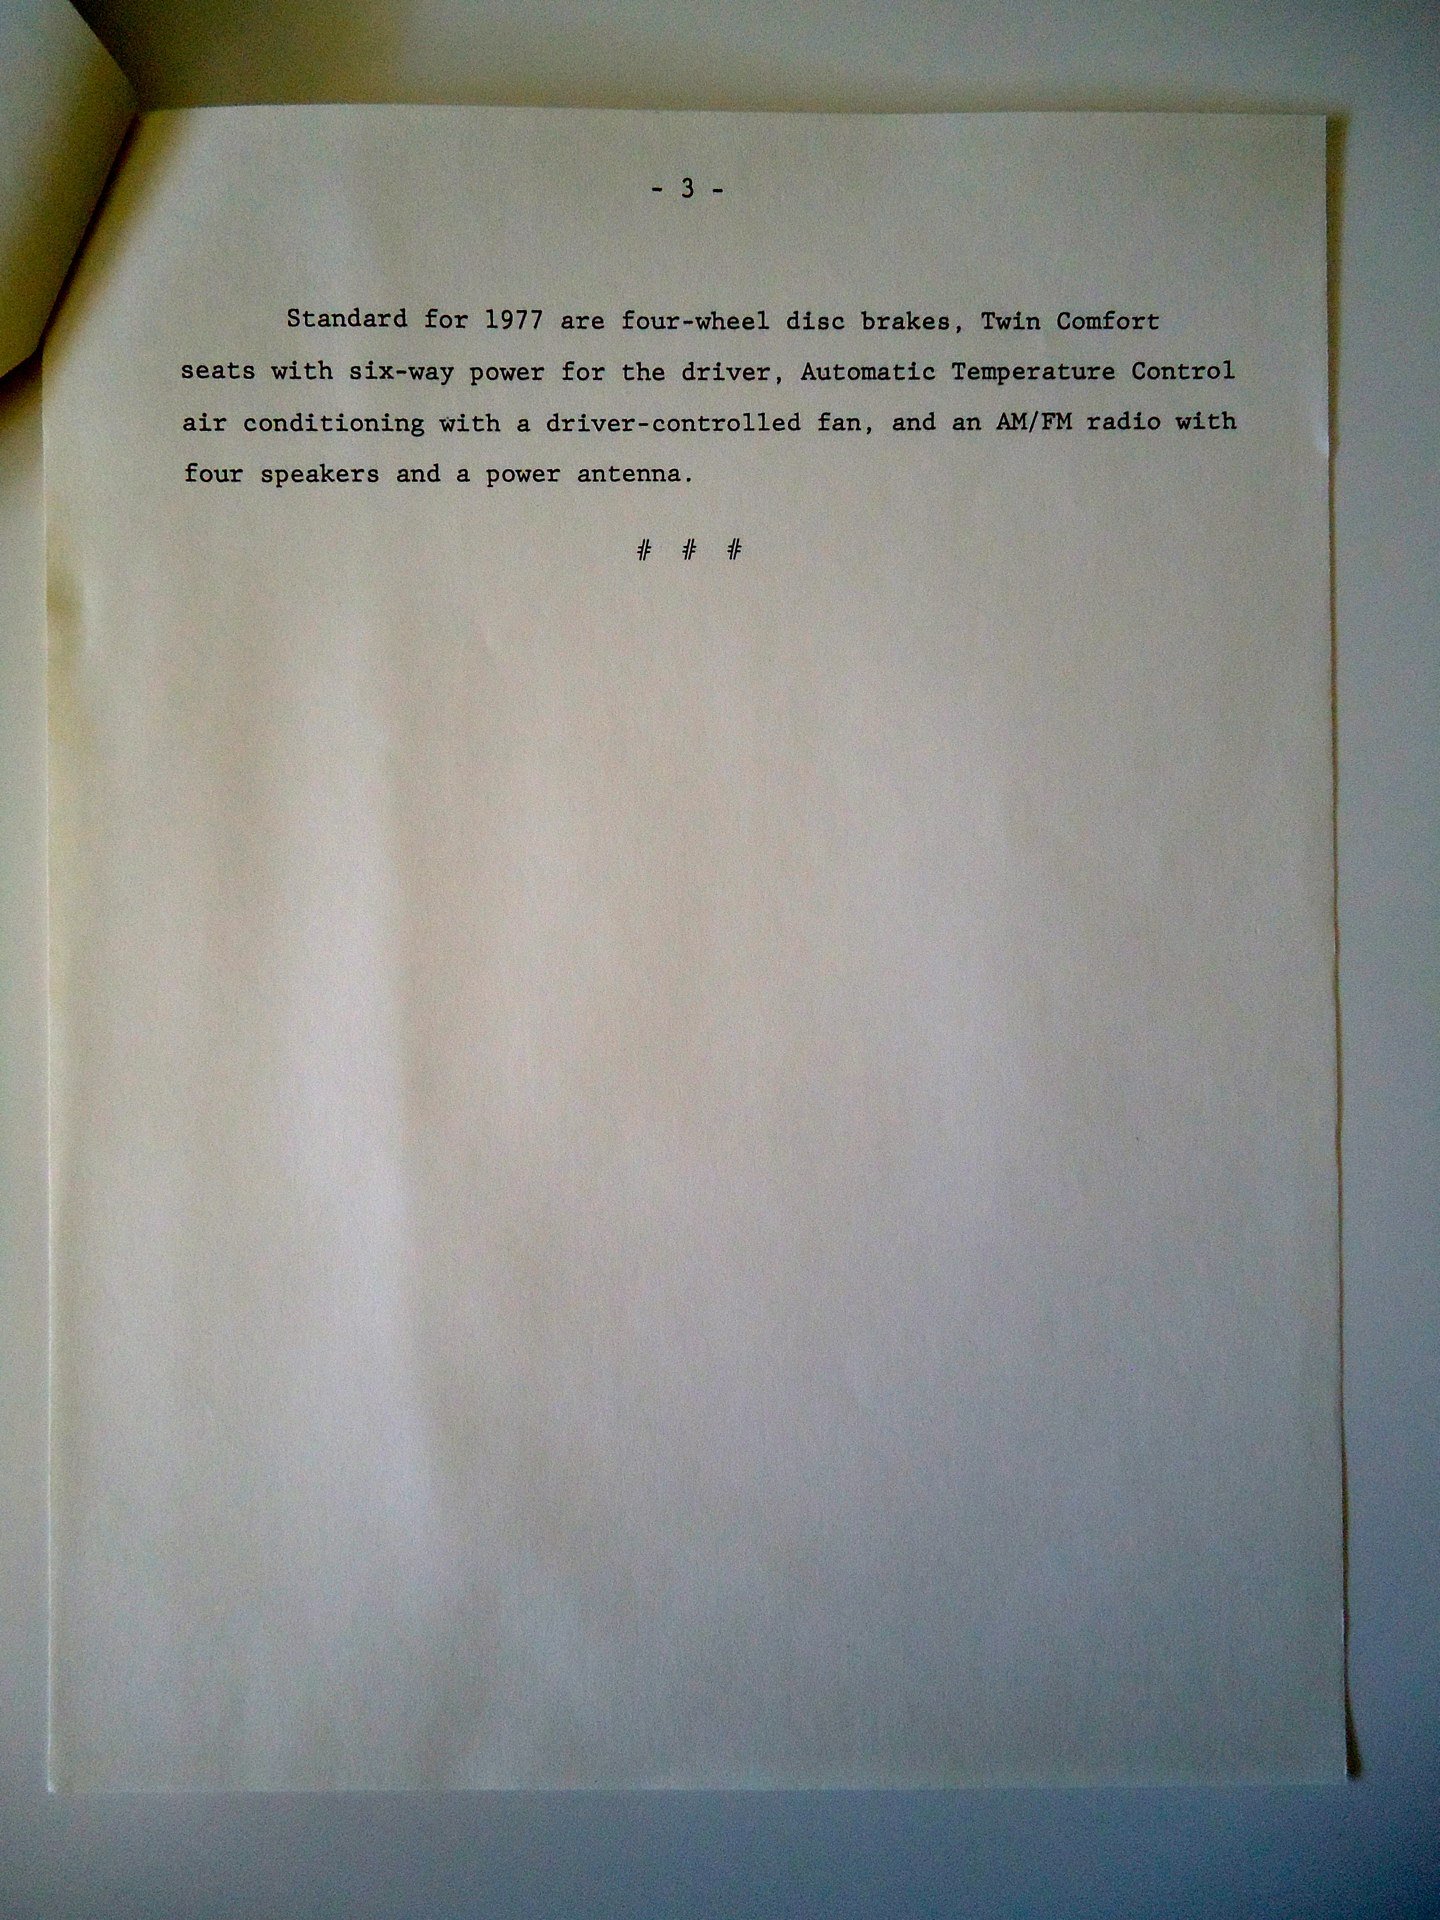 - 3 -
Standard for 1977 are four-wheel disc brakes, Twin Comfort
seats with six-way power for the driver, Automatic Temperature Control
air conditioning with a driver-controlled fan, and an AM/FM radio with
four speakers and a power antenna.
# # #